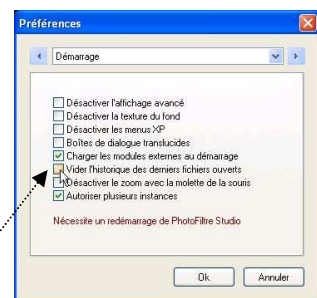 Préférences
Démarrage
Désactiver l'affichage avancé
Désactiver la texture du fond
Désactiver les menus XP
Boîtes de dialogue translucides
Charger les modules externes au démarrage
Vider l'historique des derniers fichiers ouverts
Désactiver le zoom avec la molette de la souris
Autoriser plusieurs instances
Nécessite un redémarrage de PhotoFiltre Studio
Ok
Annuler